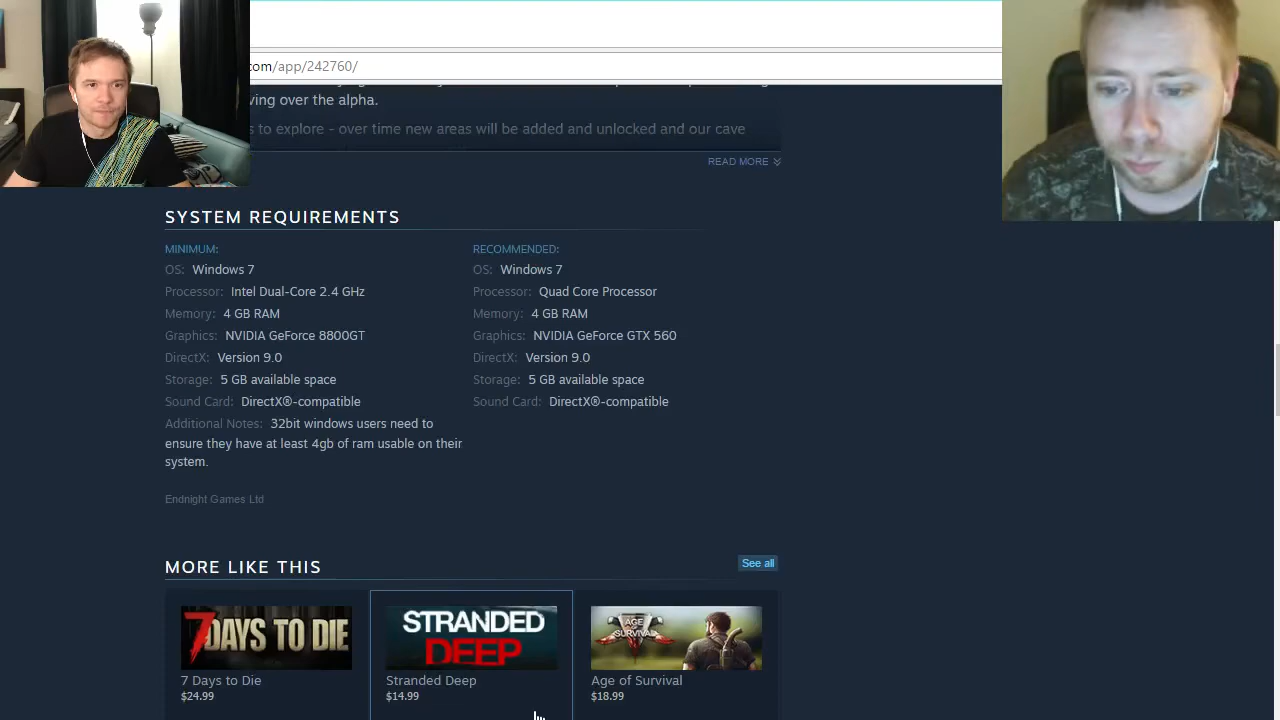 com/app/242760/
ving over the alpha.
s to explore - over time new areas will be added and unlocked and our cave
READ MORE
SYSTEM REQUIREMENTS
MINIMUM:
OS: Windows 7
Processor: Intel Dual-Core 2.4 GHz
Memory: 4 GB RAM
Graphics: NVIDIA GeForce 8800GT
DirectX: Version 9.0
Storage: 5 GB available space
Sound Card: DirectX®-compatible
Additional Notes: 32bit windows users need to
ensure they have at least 4gb of ram usable on their
system.
RECOMMENDED:
OS: Windows 7
Processor: Quad Core Processor
Memory: 4 GB RAM
Graphics: NVIDIA GeForce GTX 560
DirectX: Version 9.0
Storage: 5 GB available space
Sound Card: DirectX®-compatible
Endnight Games Ltd
MORE LIKE THIS
See all
7 DAYS TO DIE
7 Days to Die
$24.99
STRANDED
DEEP
Stranded Deep
$14.99
AGE OF
SURVIVAL
Age of Survival
$18.99